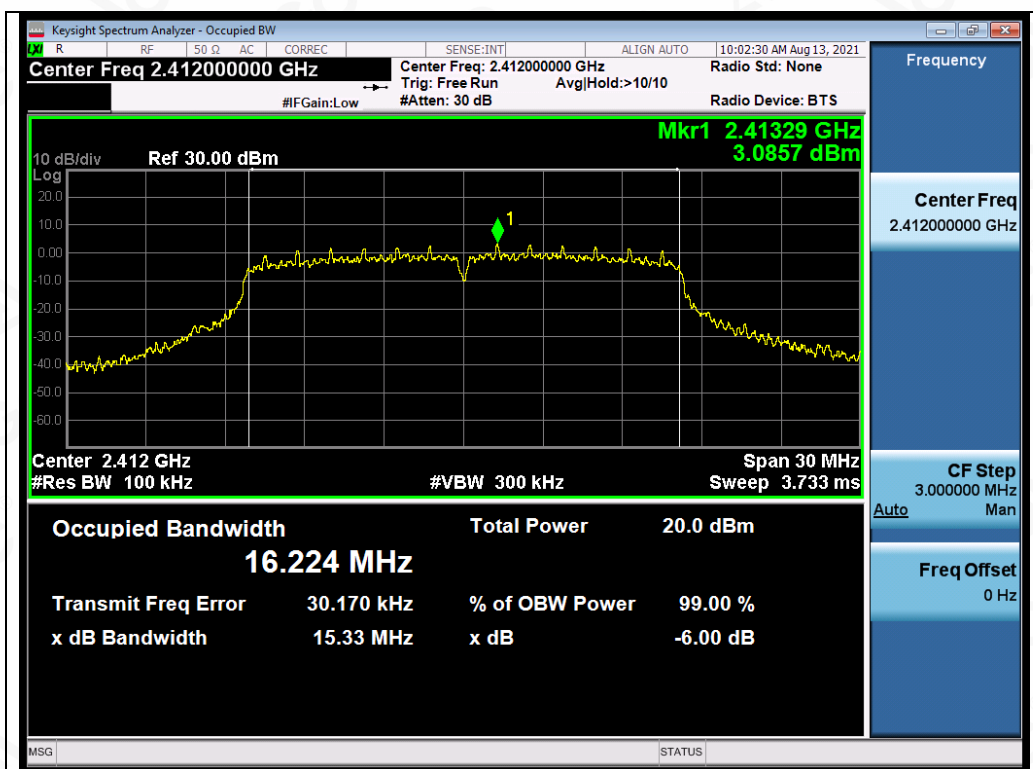 Keysight Spectrum Analyzer - Occupied BW
LXI R RF 50 Ω AC CORREC SENSE:INT ALIGN AUTO 10:02:30 AM Aug 13, 2021
Center Freq 2.412000000 GHz
Center Freq: 2.412000000 GHz
Radio Std: None
Trig: Free Run Avg|Hold:>10/10
#IFGain:Low
#Atten: 30 dB
Radio Device: BTS
Frequency
Mkr1 2.41329 GHz
3.0857 dBm
10 dB/div Ref 30.00 dBm
Log
20.0
10.0
0.00
-10.0
-20.0
-30.0
-40.0
-50.0
-60.0
1
Center 2.412 GHz Span 30 MHz
#Res BW 100 kHz #VBW 300 kHz Sweep 3.733 ms
Center Freq
2.412000000 GHz
CF Step
3.000000 MHz
Auto Man
Freq Offset
0 Hz
Occupied Bandwidth Total Power 20.0 dBm
16.224 MHz
Transmit Freq Error 30.170 kHz % of OBW Power 99.00 %
x dB Bandwidth 15.33 MHz x dB -6.00 dB
MSG STATUS